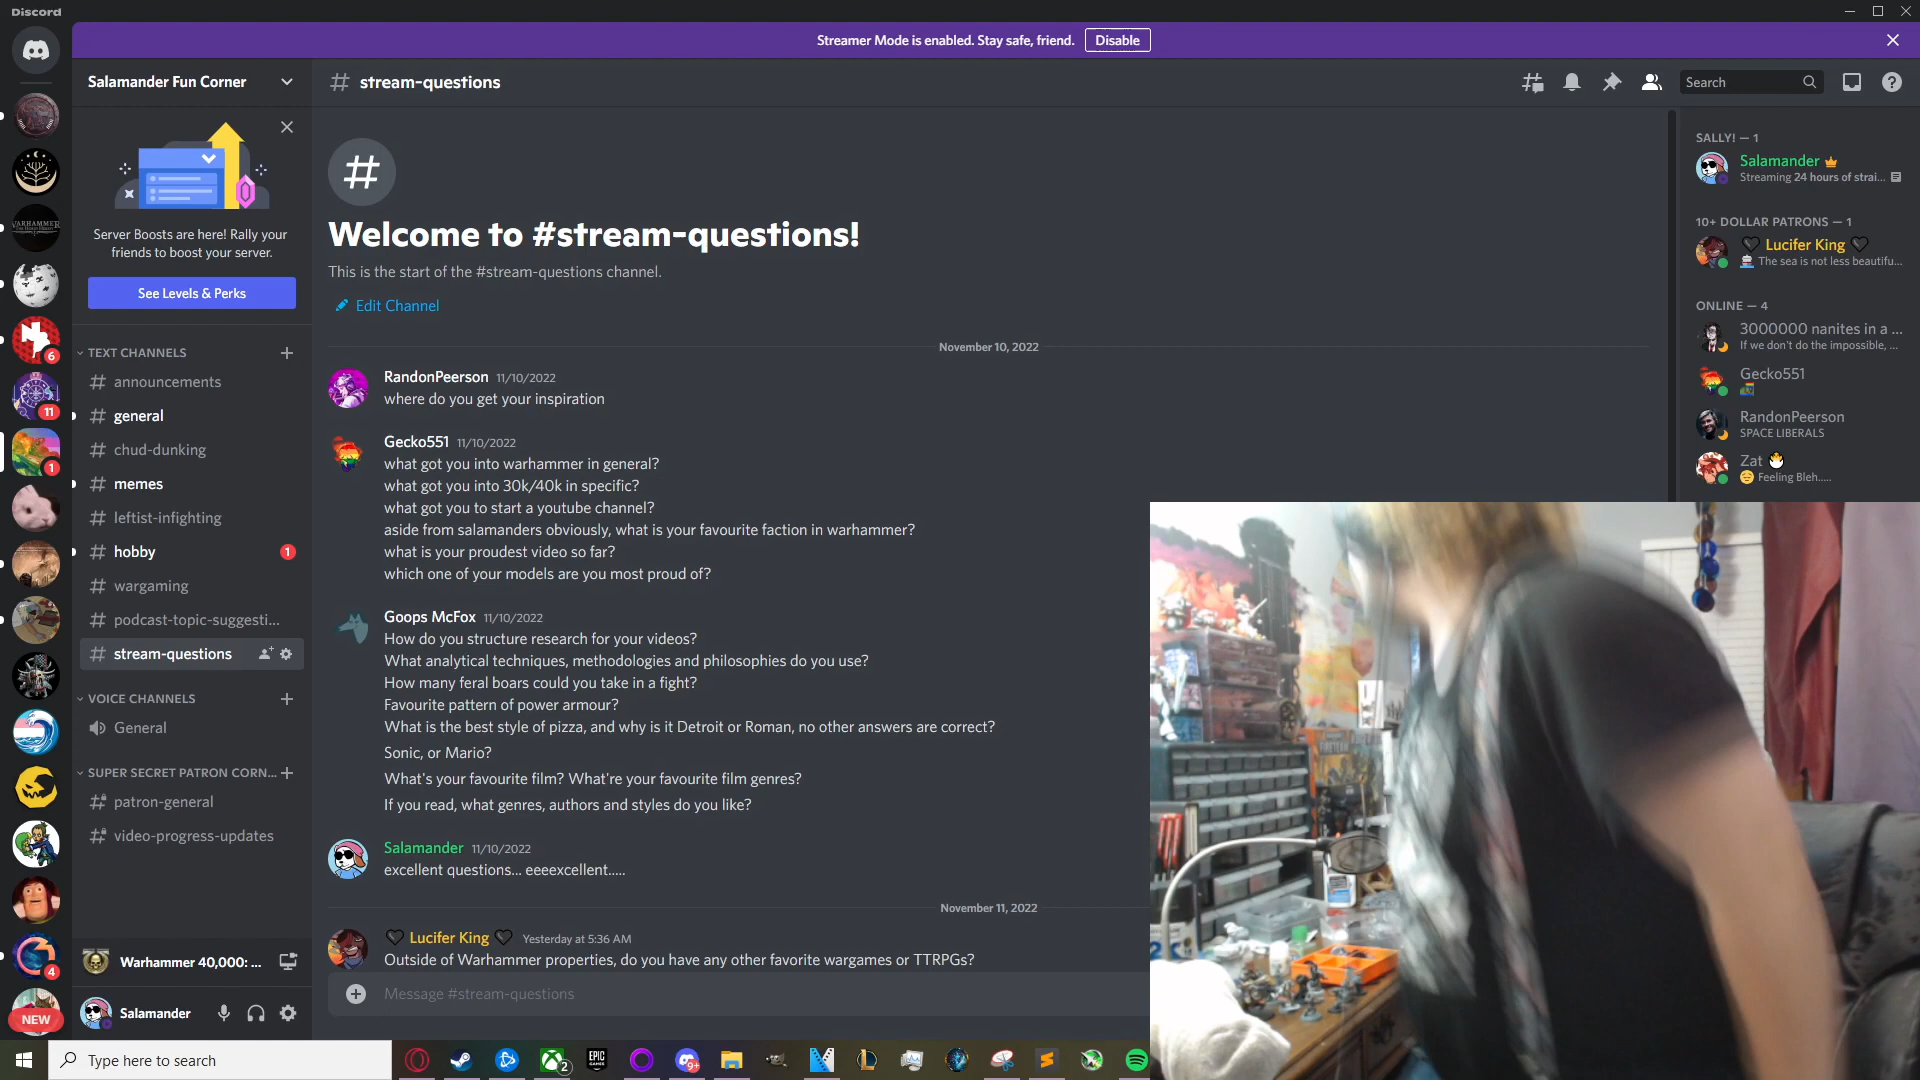 Discord
Streamer Mode is enabled. Stay safe, friend.
Disable
Salamander Fun Corner
stream-questions
Search
Server Boosts are here! Rally your
friends to boost your server.
See Levels & Perks
TEXT CHANNELS
announcements
general
chud-dunking
memes
leftist-infighting
hobby
1
wargaming
podcast-topic-suggesti...
stream-questions
VOICE CHANNELS
General
SUPER SECRET PATRON CORN...
patron-general
video-progress-updates
Warhammer 40,000: ...
Salamander
6
11
1
4
NEW
Welcome to #stream-questions!
This is the start of the #stream-questions channel.
Edit Channel
November 10, 2022
RandonPeerson 11/10/2022
where do you get your inspiration
Gecko551 11/10/2022
what got you into warhammer in general?
what got you into 30k/40k in specific?
what got you to start a youtube channel?
aside from salamanders obviously, what is your favourite faction in warhammer?
what is your proudest video so far?
which one of your models are you most proud of?
Goops McFox 11/10/2022
How do you structure research for your videos?
What analytical techniques, methodologies and philosophies do you use?
How many feral boars could you take in a fight?
Favourite pattern of power armour?
What is the best style of pizza, and why is it Detroit or Roman, no other answers are correct?
Sonic, or Mario?
What's your favourite film? What're your favourite film genres?
If you read, what genres, authors and styles do you like?
Salamander 11/10/2022
excellent questions... eeeexcellent.....
November 11, 2022
Lucifer King Yesterday at 5:36 AM
Outside of Warhammer properties, do you have any other favorite wargames or TTRPGs?
Message #stream-questions
SALLY! — 1
Salamander
Streaming 24 hours of strai...
10+ DOLLAR PATRONS — 1
Lucifer King
The sea is not less beautifu...
ONLINE — 4
3000000 nanites in a ...
If we don't do the impossible, ...
Gecko551
RandonPeerson
SPACE LIBERALS
Zat
Feeling Bleh.....
Type here to search
2
EPIC
GAMES
9+